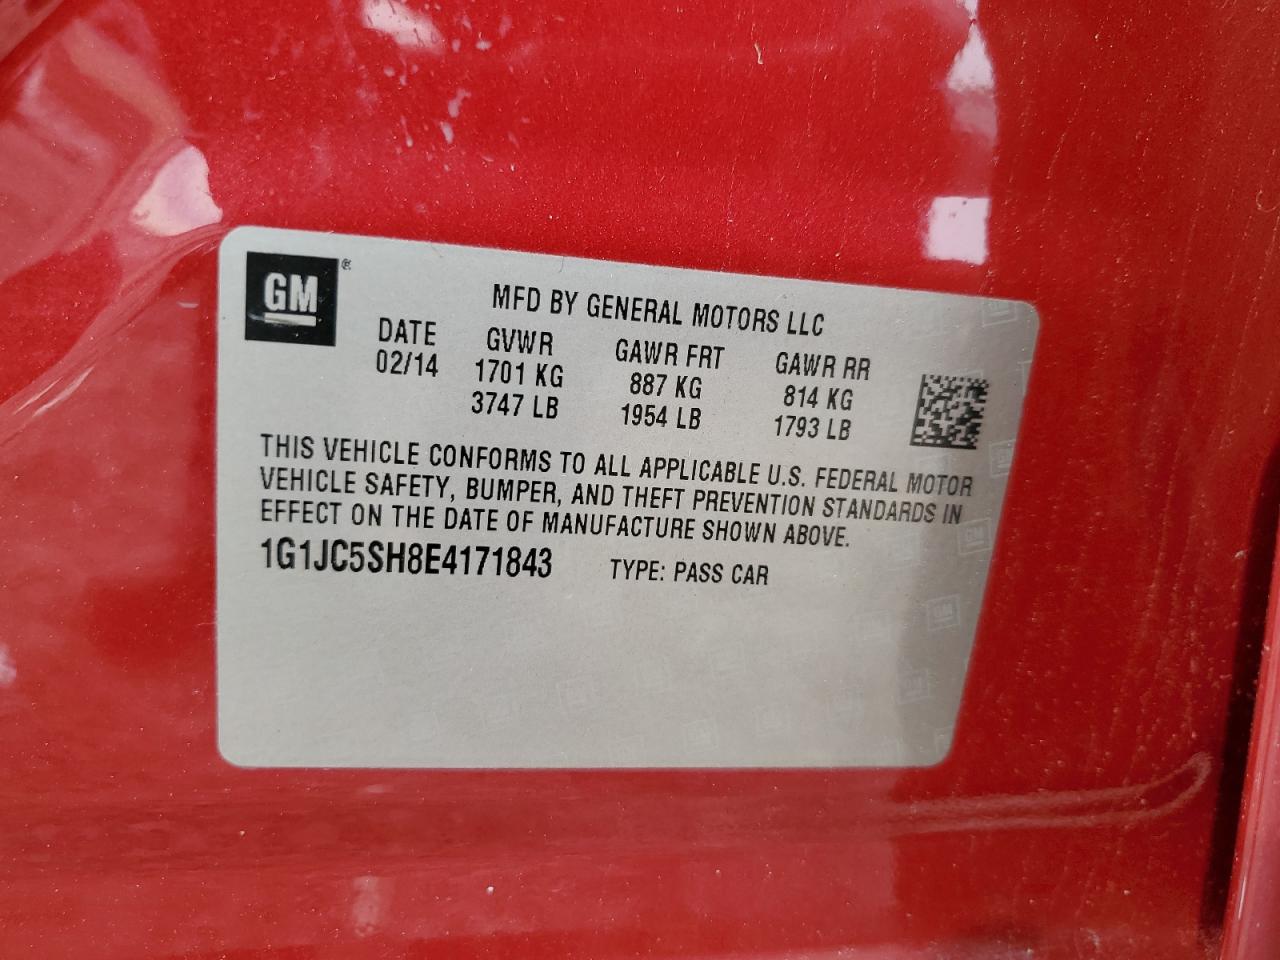 GM®
MFD BY GENERAL MOTORS LLC
DATE GVWR GAWR FRT GAWR RR
02/14 1701 KG 887 KG 814 KG
3747 LB 1954 LB 1793 LB
THIS VEHICLE CONFORMS TO ALL APPLICABLE U.S. FEDERAL MOTOR
VEHICLE SAFETY, BUMPER, AND THEFT PREVENTION STANDARDS IN
EFFECT ON THE DATE OF MANUFACTURE SHOWN ABOVE.
1G1JC5SH8E4171843 TYPE: PASS CAR